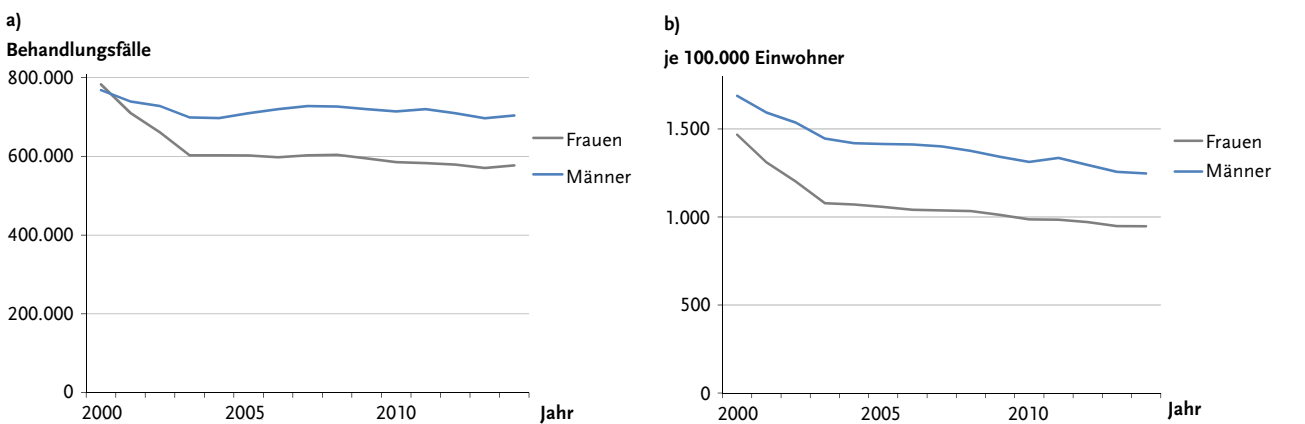 a)
Behandlungsfälle
800.000
600.000
400.000
200.000
0
2000 2005 2010 Jahr
Frauen
Männer
b)
je 100.000 Einwohner
1.500
1.000
500
0
2000 2005 2010 Jahr
Frauen
Männer